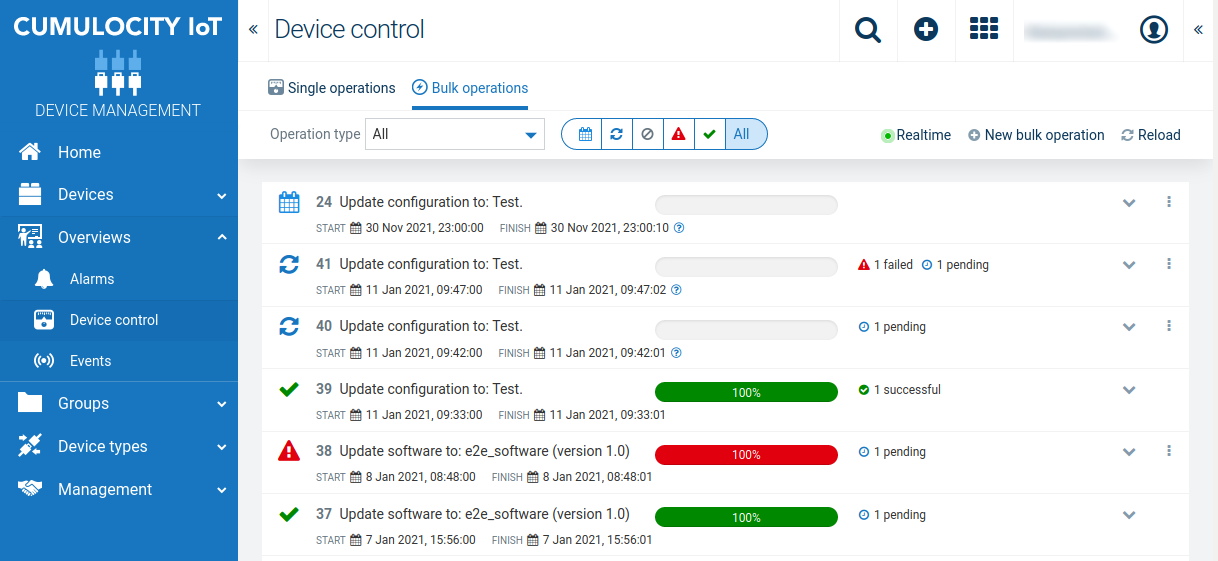 CUMULOCITY IoT
DEVICE MANAGEMENT
Home
Devices
Overviews
Alarms
Device control
Events
Groups
Device types
Management
« Device control «
Single operations Bulk operations
Operation type All All Realtime New bulk operation Reload
24 Update configuration to: Test.
START 30 Nov 2021, 23:00:00 FINISH 30 Nov 2021, 23:00:10 ?
41 Update configuration to: Test. 1 failed 1 pending
START 11 Jan 2021, 09:47:00 FINISH 11 Jan 2021, 09:47:02 ?
40 Update configuration to: Test. 1 pending
START 11 Jan 2021, 09:42:00 FINISH 11 Jan 2021, 09:42:01 ?
39 Update configuration to: Test. 100% 1 successful
START 11 Jan 2021, 09:33:00 FINISH 11 Jan 2021, 09:33:01
38 Update software to: e2e_software (version 1.0) 100% 1 pending
START 8 Jan 2021, 08:48:00 FINISH 8 Jan 2021, 08:48:01
37 Update software to: e2e_software (version 1.0) 100% 1 pending
START 7 Jan 2021, 15:56:00 FINISH 7 Jan 2021, 15:56:01